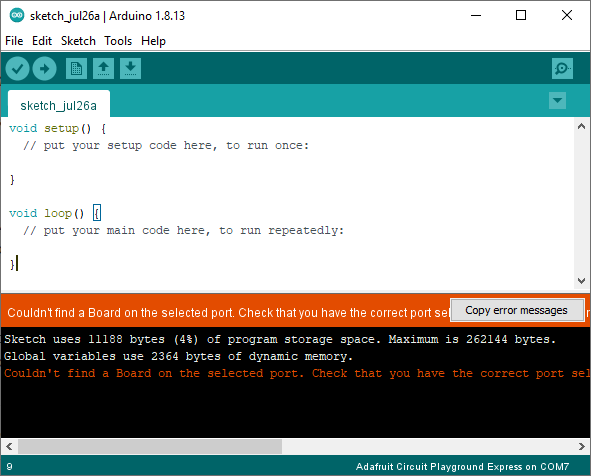 sketch_jul26a | Arduino 1.8.13
File Edit Sketch Tools Help
sketch_jul26a
void setup() {
  // put your setup code here, to run once:
}
void loop() {
  // put your main code here, to run repeatedly:
}
Couldn't find a Board on the selected port. Check that you have the correct port sel
Copy error messages
Sketch uses 11188 bytes (4%) of program storage space. Maximum is 262144 bytes.
Global variables use 2364 bytes of dynamic memory.
Couldn't find a Board on the selected port. Check that you have the correct port sel
9
Adafruit Circuit Playground Express on COM7